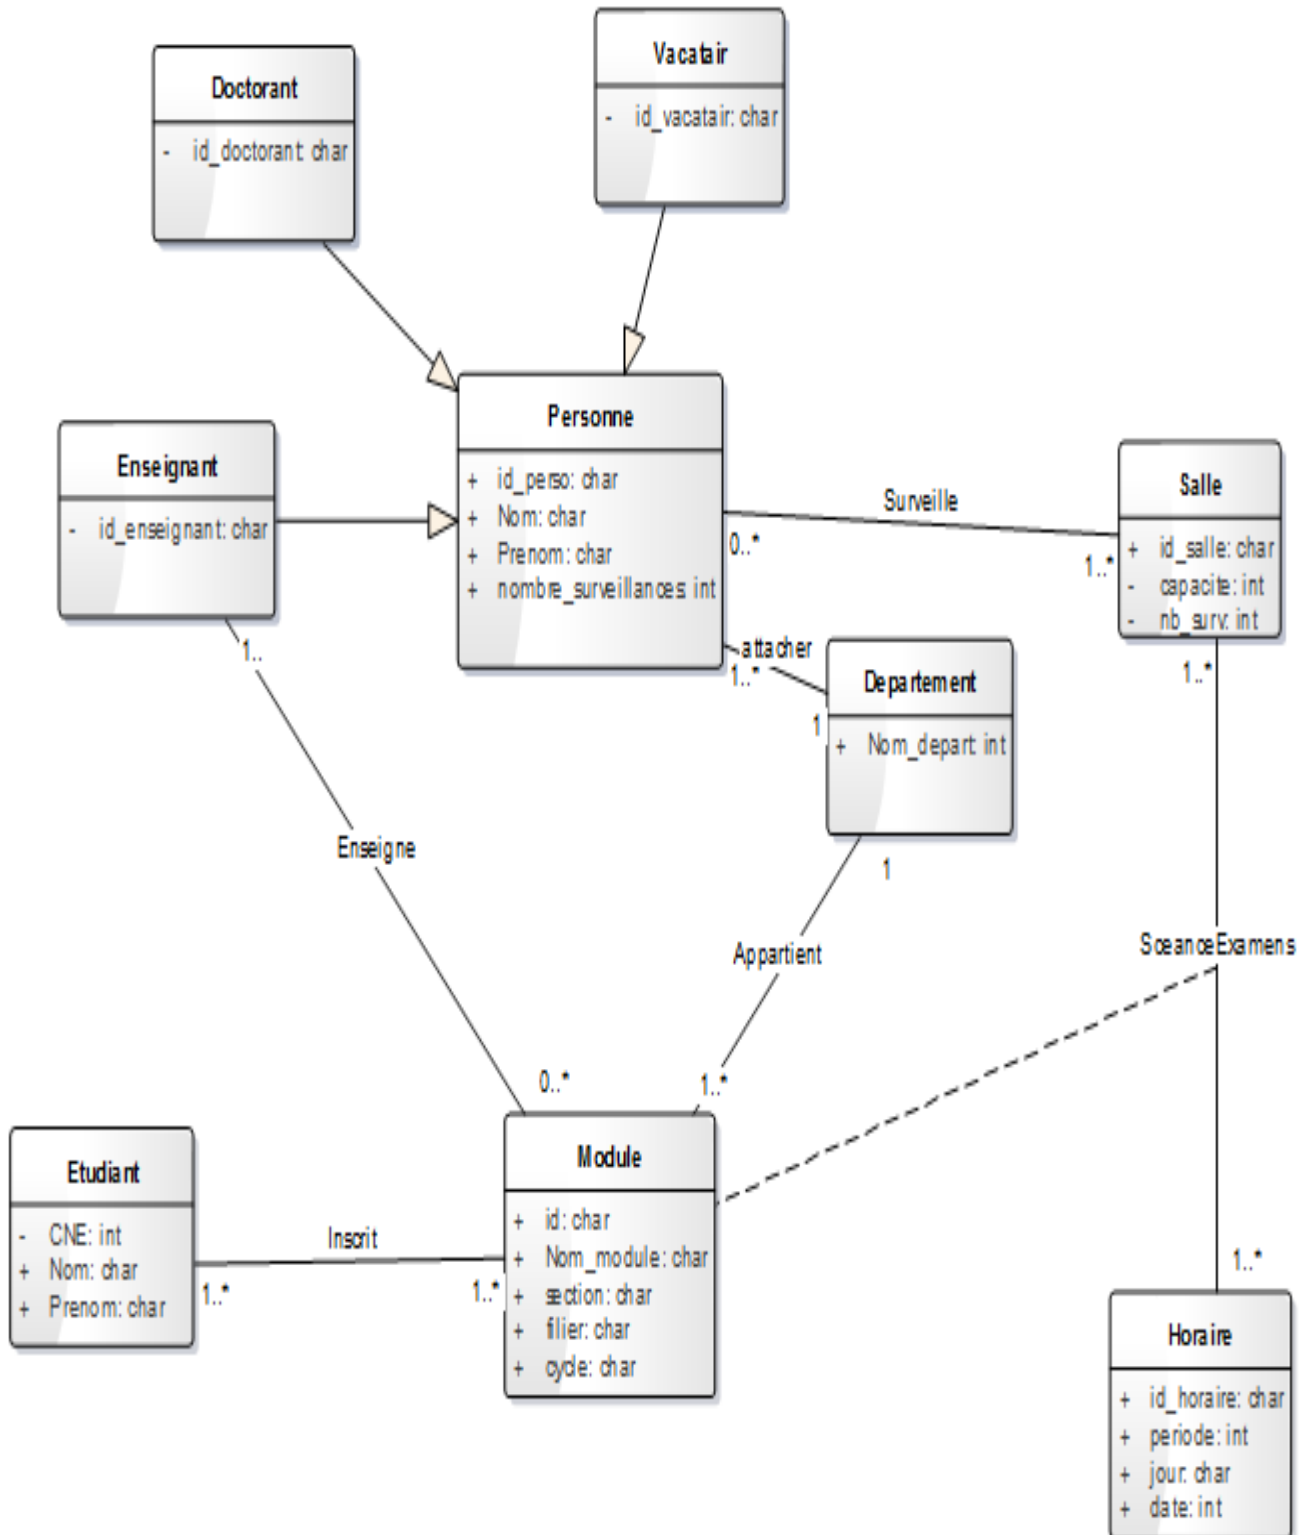 Vacatair
- id_vacatair: char
Doctorant
- id_doctorant: char
Personne
+ id_perso: char
+ Nom: char
+ Prenom: char
+ nombre_surveillances: int
Enseignant
- id_enseignant: char
Surveille
0..*
1..*
Salle
+ id_salle: char
- capacite: int
- nb_surv: int
attacher
1..*
1
1..
1..*
Departement
+ Nom_depart: int
1
Enseigne
Appartient
SceanceExamens
0..*
1..*
Etudiant
- CNE: int
+ Nom: char
+ Prenom: char
Inscrit
1..*
1..*
Module
+ id: char
+ Nom_module: char
+ section: char
+ filier: char
+ cycle: char
1..*
Horaire
+ id_horaire: char
+ periode: int
+ jour: char
+ date: int